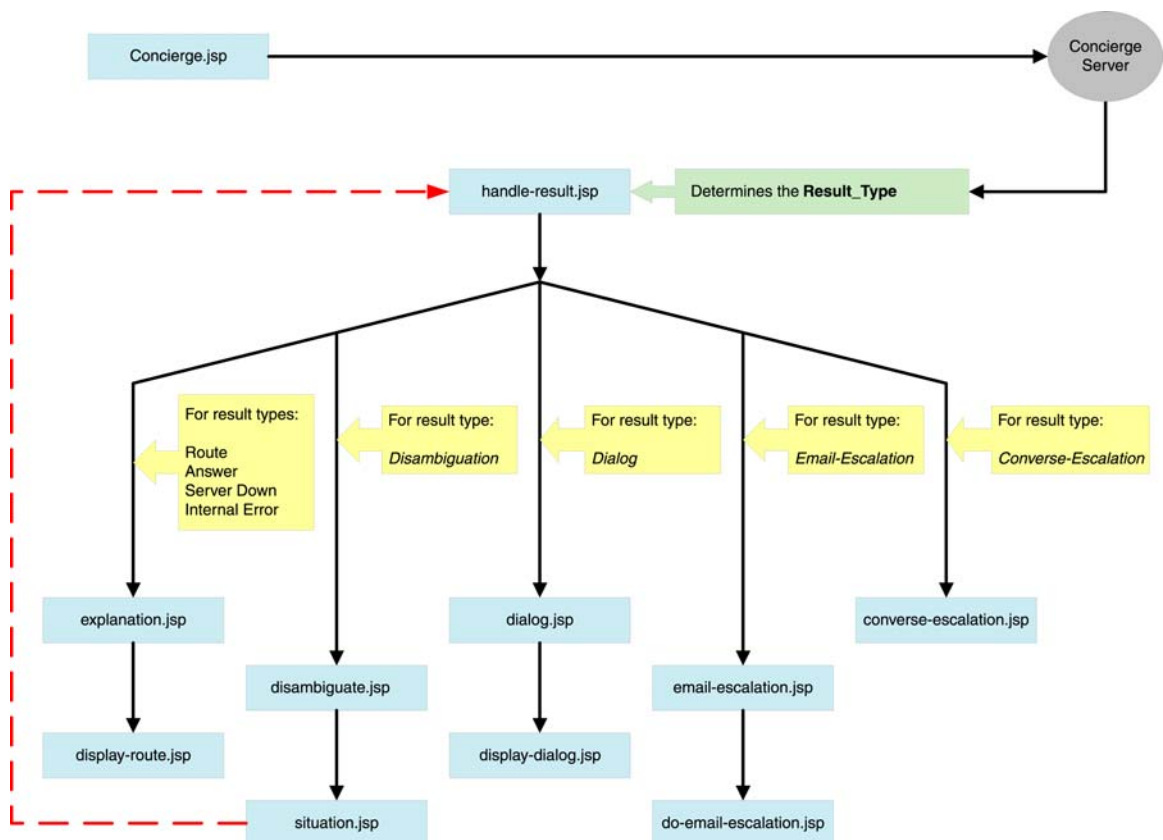 Concierge.jsp
Concierge
Server
handle-result.jsp
Determines the Result_Type
For result types:
Route
Answer
Server Down
Internal Error
For result type:
Disambiguation
For result type:
Dialog
For result type:
Email-Escalation
For result type:
Converse-Escalation
explanation.jsp
dialog.jsp
converse-escalation.jsp
disambiguate.jsp
email-escalation.jsp
display-route.jsp
display-dialog.jsp
situation.jsp
do-email-escalation.jsp